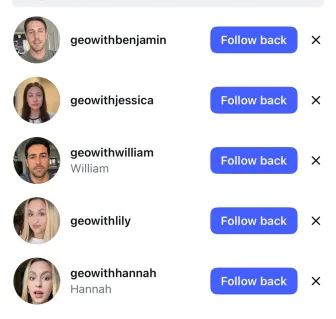 geowithbenjamin
Follow back
geowithjessica
Follow back
geowithwilliam
William
Follow back
geowithlily
Follow back
geowithhannah
Hannah
Follow back